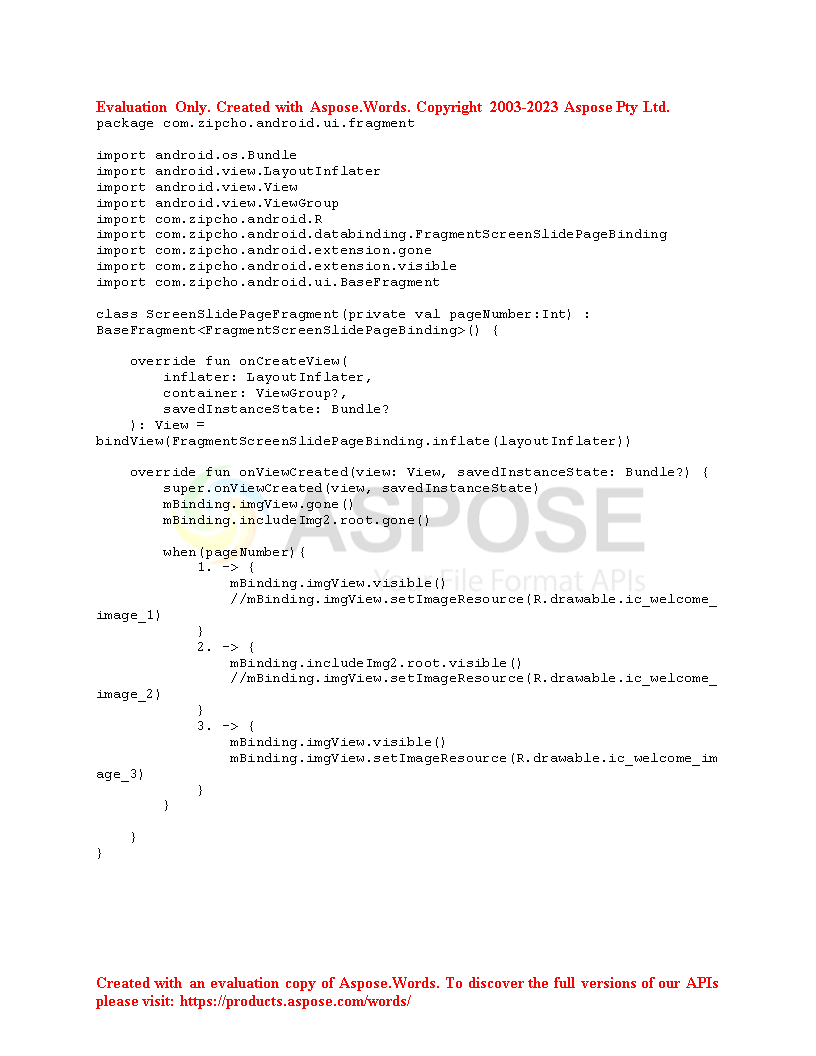 Evaluation Only. Created with Aspose.Words. Copyright 2003-2023 Aspose Pty Ltd.
package com.zipcho.android.ui.fragment

import android.os.Bundle
import android.view.LayoutInflater
import android.view.View
import android.view.ViewGroup
import com.zipcho.android.R
import com.zipcho.android.databinding.FragmentScreenSlidePageBinding
import com.zipcho.android.extension.gone
import com.zipcho.android.extension.visible
import com.zipcho.android.ui.BaseFragment

class ScreenSlidePageFragment(private val pageNumber:Int) :
BaseFragment<FragmentScreenSlidePageBinding>() {

    override fun onCreateView(
        inflater: LayoutInflater,
        container: ViewGroup?,
        savedInstanceState: Bundle?
    ): View =
bindView(FragmentScreenSlidePageBinding.inflate(layoutInflater))

    override fun onViewCreated(view: View, savedInstanceState: Bundle?) {
        super.onViewCreated(view, savedInstanceState)
        mBinding.imgView.gone()
        mBinding.includeImg2.root.gone()
ASPOSE
Your File Format APIs

        when(pageNumber){
            1. -> {
                mBinding.imgView.visible()
                //mBinding.imgView.setImageResource(R.drawable.ic_welcome_
image_1)
            }
            2. -> {
                mBinding.includeImg2.root.visible()
                //mBinding.imgView.setImageResource(R.drawable.ic_welcome_
image_2)
            }
            3. -> {
                mBinding.imgView.visible()
                mBinding.imgView.setImageResource(R.drawable.ic_welcome_im
age_3)
            }
        }

    }
}

Created with an evaluation copy of Aspose.Words. To discover the full versions of our APIs
please visit: https://products.aspose.com/words/